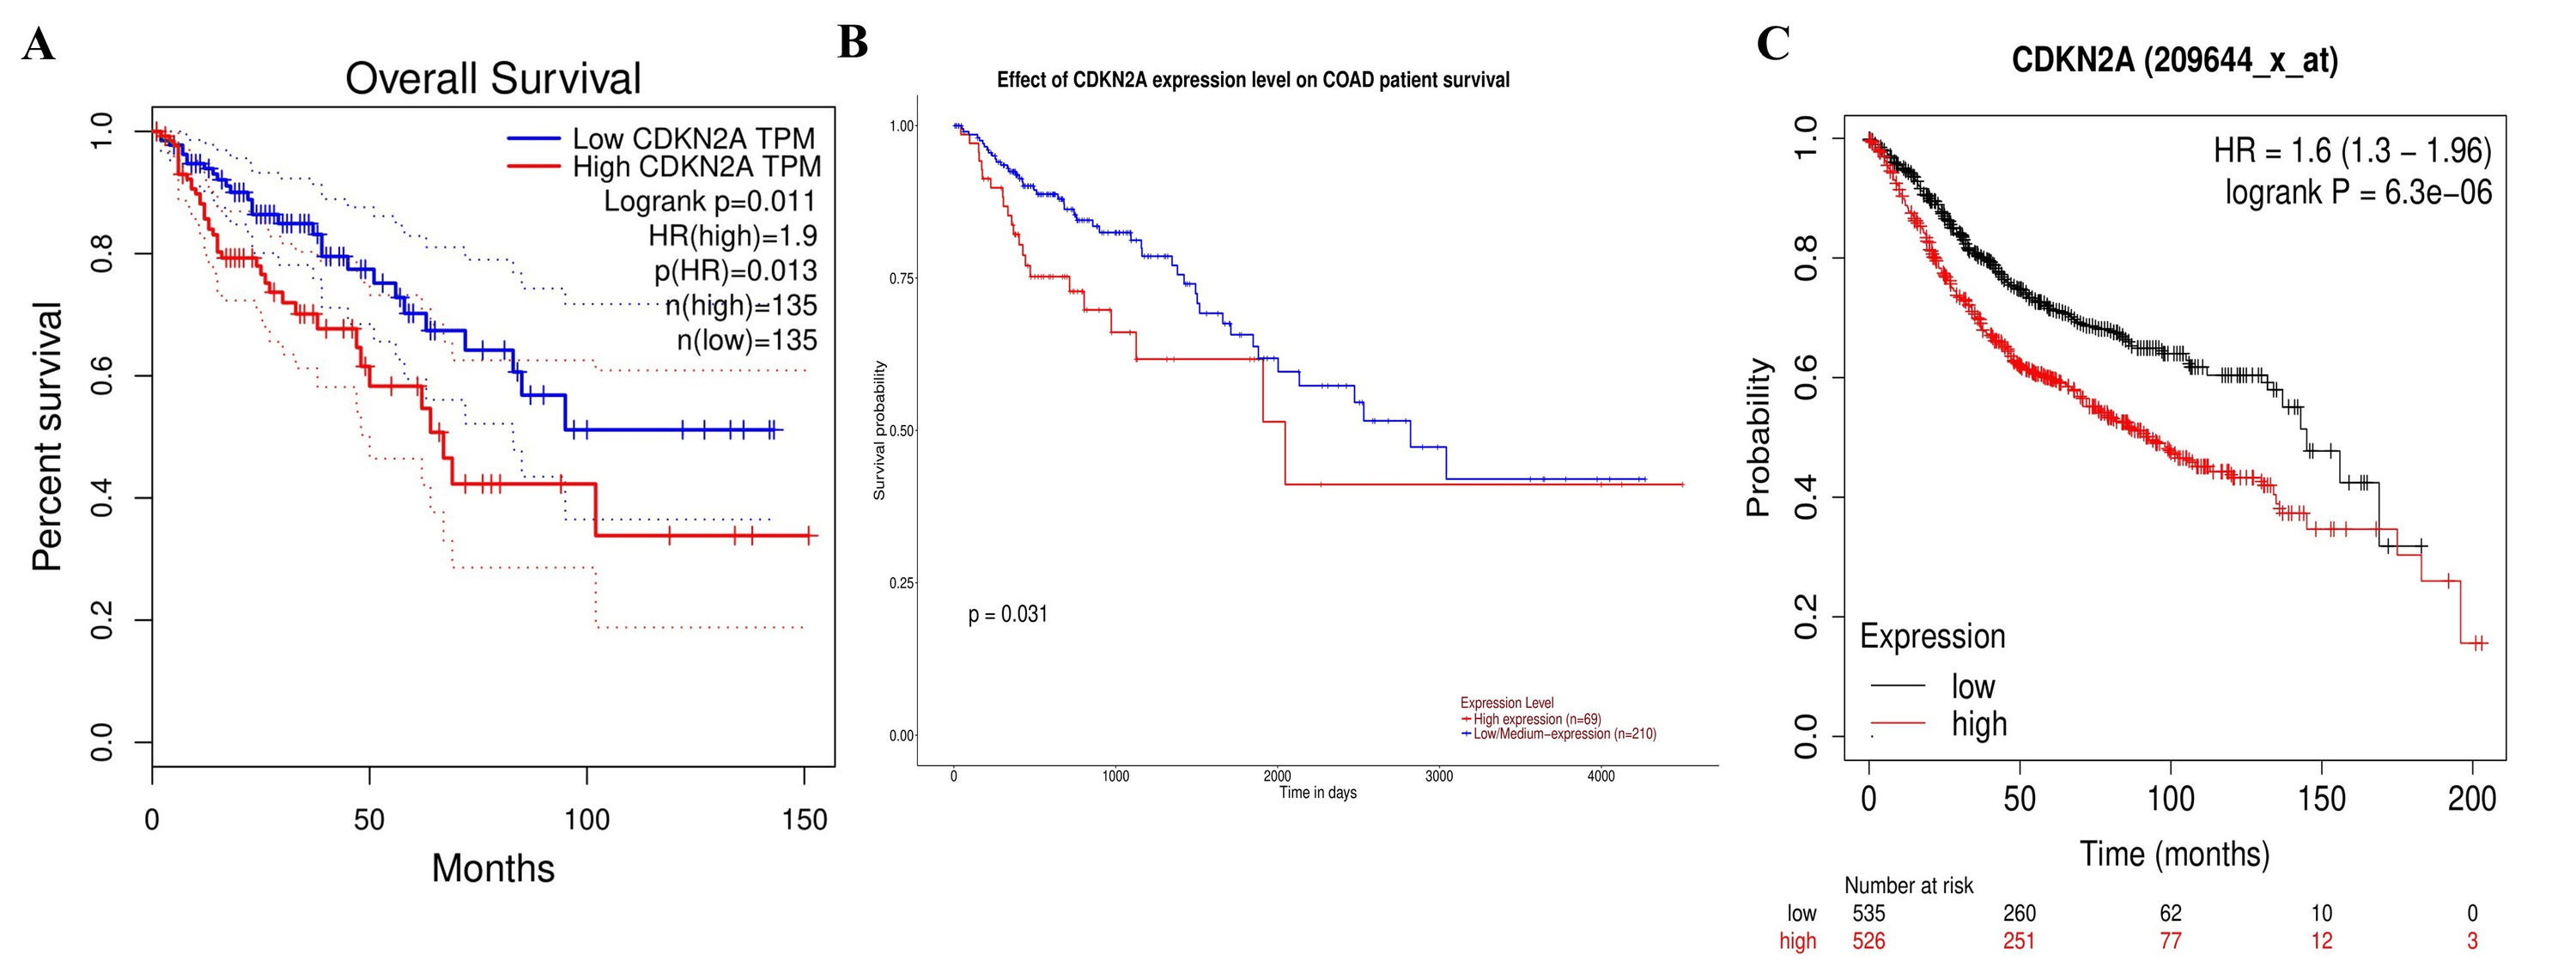 A
Overall Survival
Low CDKN2A TPM
High CDKN2A TPM
Logrank p=0.011
HR(high)=1.9
p(HR)=0.013
n(high)=135
n(low)=135
Percent survival
1.0
0.8
0.6
0.4
0.2
0.0
0 50 100 150
Months
B
Effect of CDKN2A expression level on COAD patient survival
Survival probability
1.00
0.75
0.50
0.25
0.00
p = 0.031
Expression Level
High expression (n=69)
Low/Medium−expression (n=210)
0 1000 2000 3000 4000
Time in days
C
CDKN2A (209644_x_at)
HR = 1.6 (1.3 − 1.96)
logrank P = 6.3e−06
Probability
1.0
0.8
0.6
0.4
0.2
0.0
Expression
low
high
0 50 100 150 200
Time (months)
Number at risk
low 535 260 62 10 0
high 526 251 77 12 3